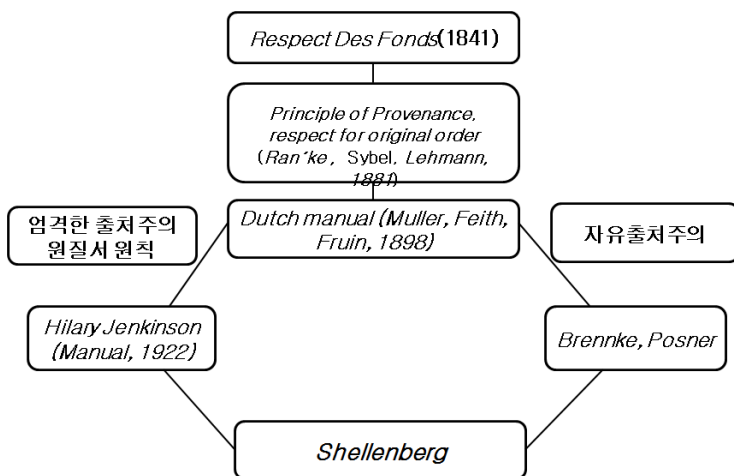 Respect Des Fonds(1841)
Principle of Provenance,
respect for original order
(Ran´ke, Sybel, Lehmann,
1881)
Dutch manual (Muller, Feith,
Fruin, 1898)
엄격한 출처주의
원질서 원칙
자유출처주의
Hilary Jenkinson
(Manual, 1922)
Brennke, Posner
Shellenberg